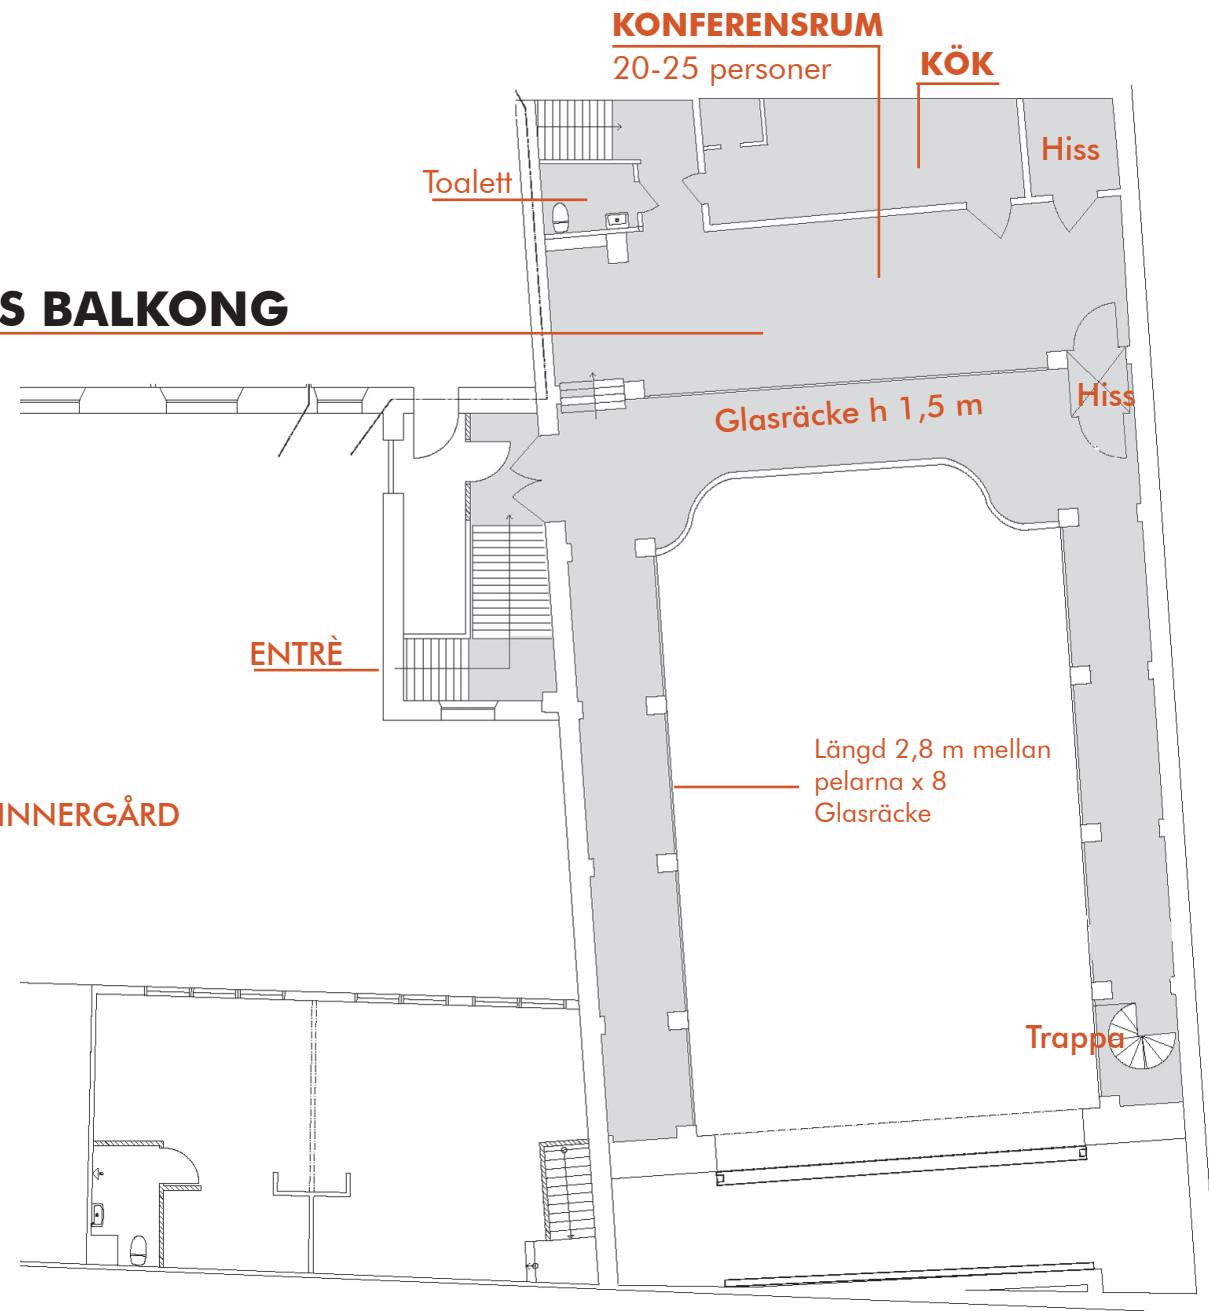 KONFERENSRUM
20-25 personer
KÖK
Hiss
Toalett
S BALKONG
Hiss
Glasräcke h 1,5 m
ENTRÈ
Längd 2,8 m mellan
pelarna x 8
Glasräcke
INNERGÅRD
Trappa